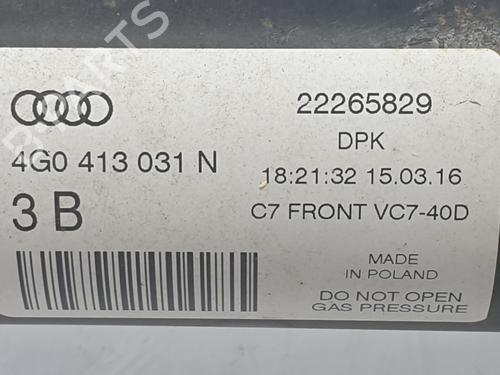 22265829
4G0 413 031 N
DPK
18:21:32 15.03.16
3 B
C7 FRONT VC7-40D
MADE
IN POLAND
DO NOT OPEN
GAS PRESSURE